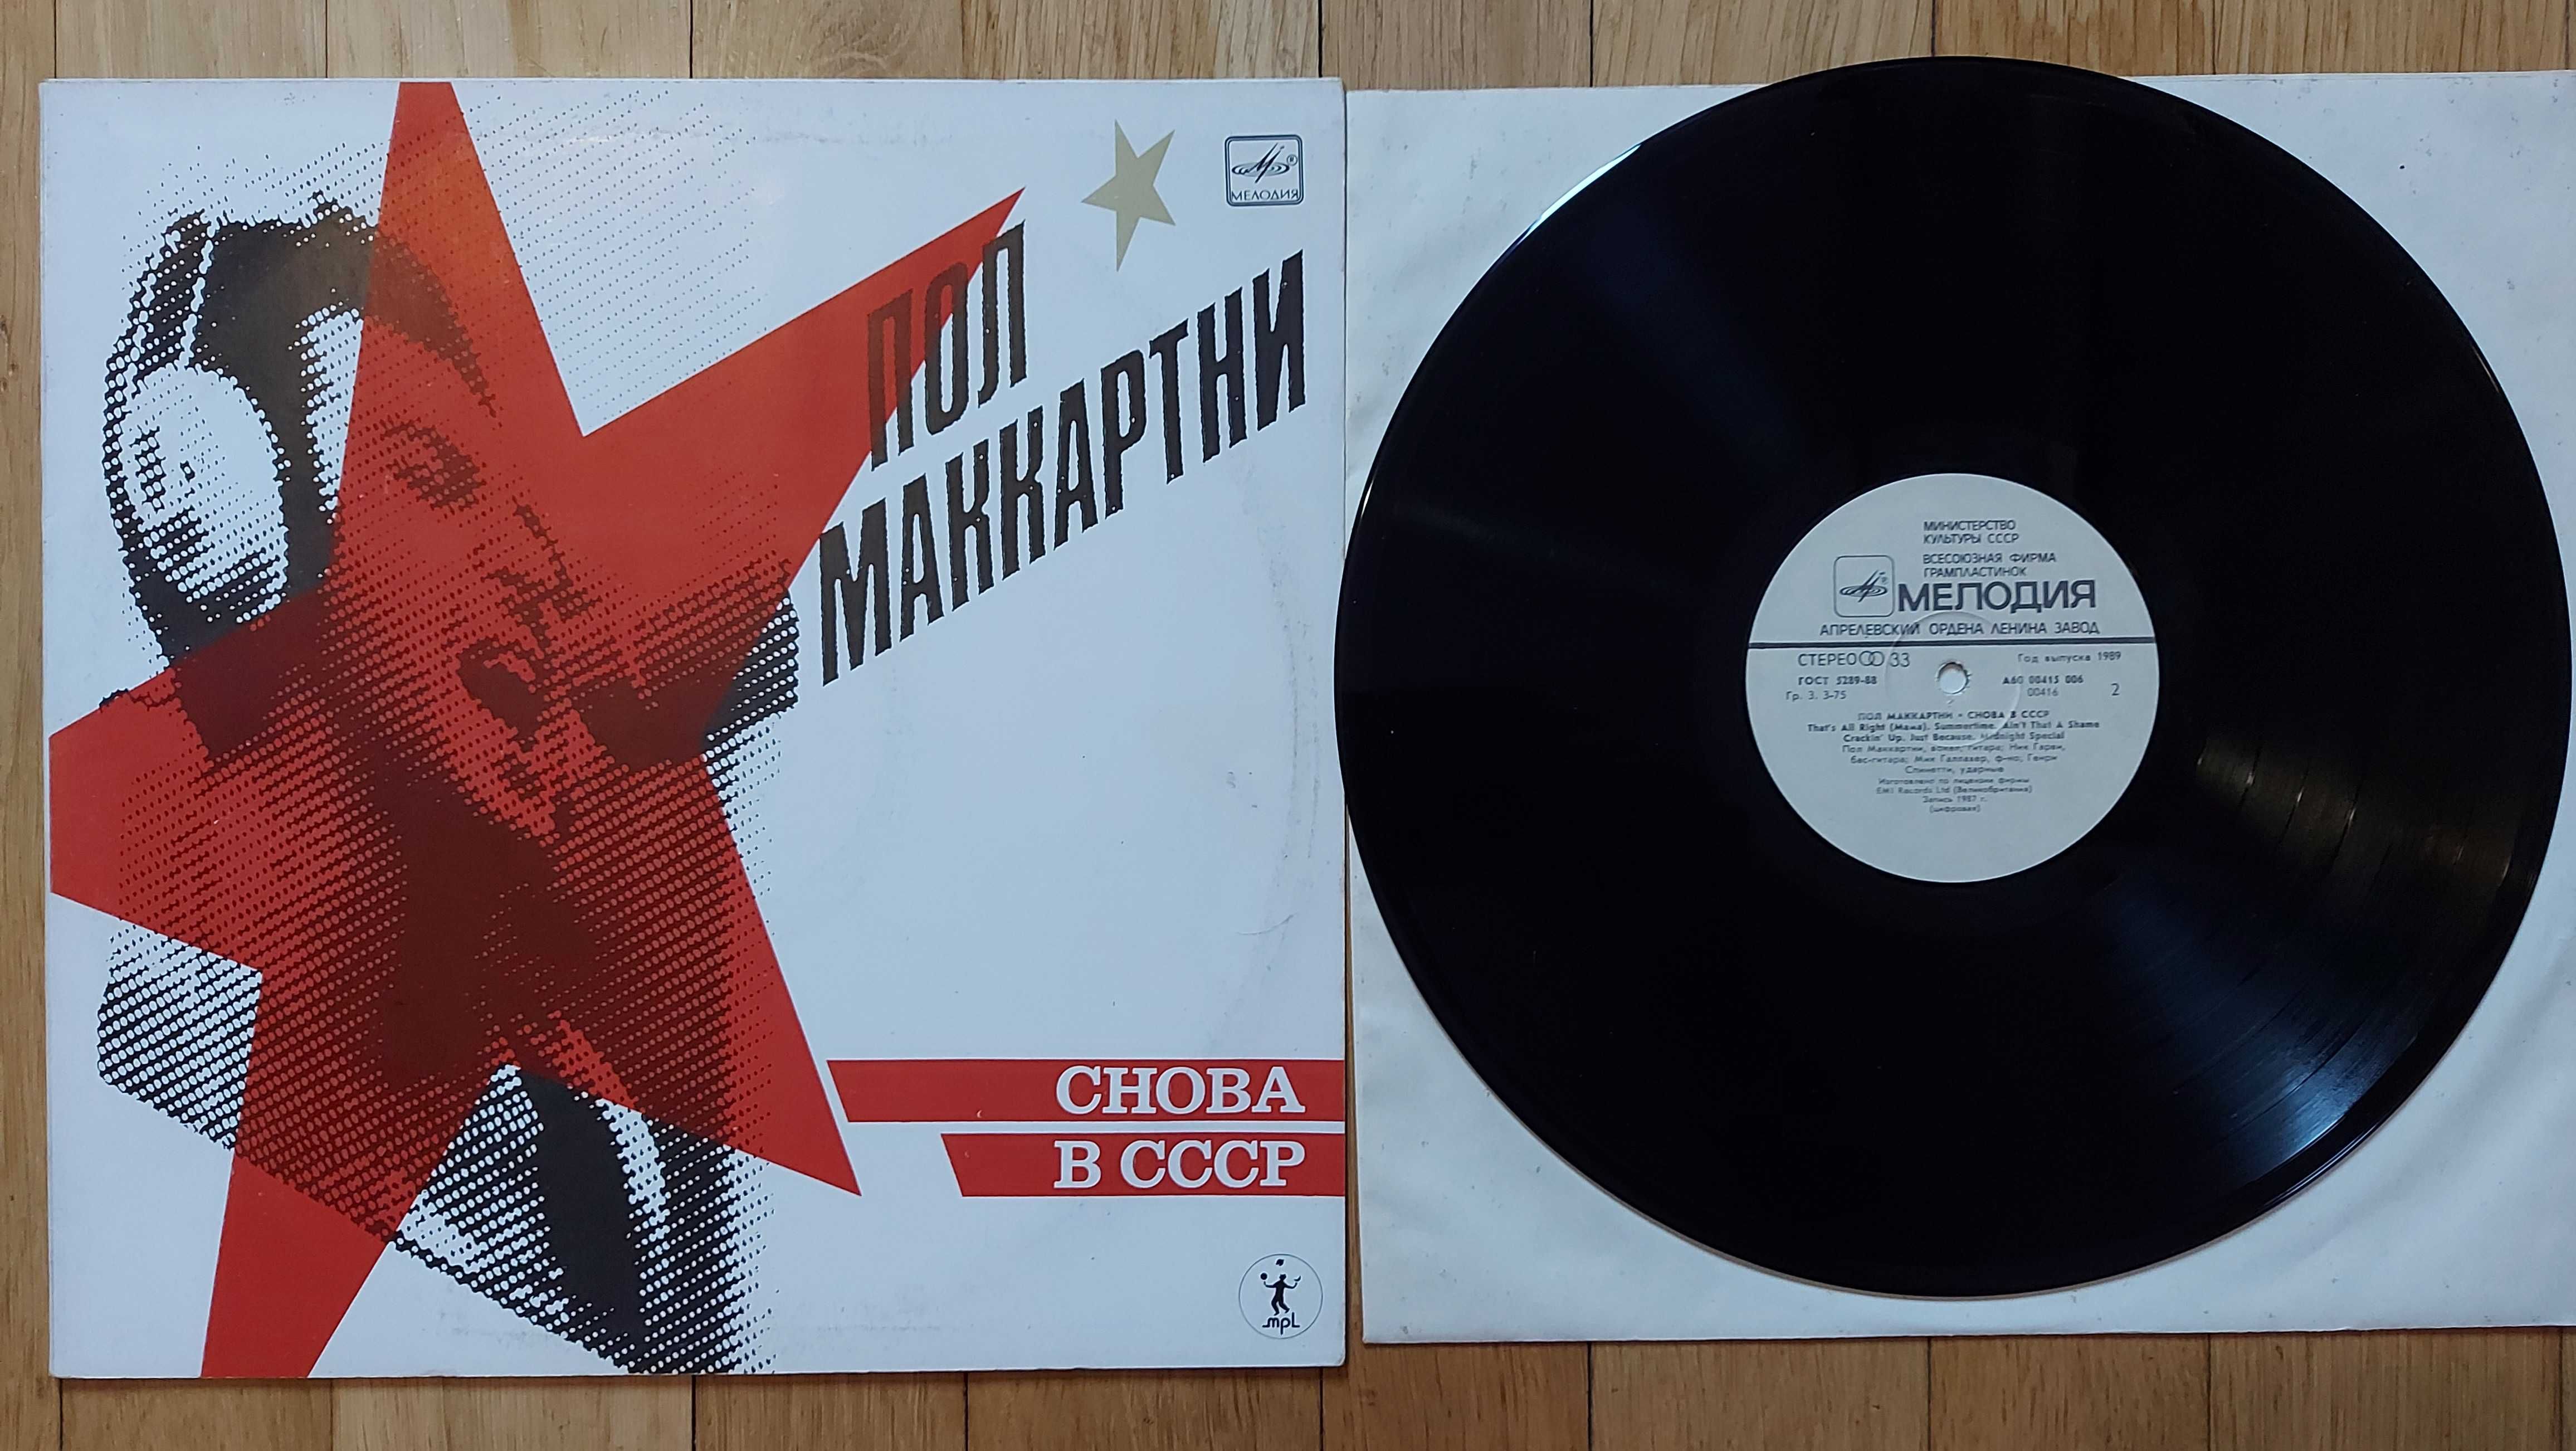 МЕЛОДИЯ
ПОЛ
МАККАРТНИ
СНОВА
В СССР
mpL
МИНИСТЕРСТВО
КУЛЬТУРЫ СССР
ВСЕСОЮЗНАЯ ФИРМА
ГРАМПЛАСТИНОК
МЕЛОДИЯ
АПРЕЛЕВСКИЙ ОРДЕНА ЛЕНИНА ЗАВОД
СТЕРЕО 33
Год выпуска 1989
ГОСТ 5289-88
А60 00415 006
Гр. 3. 3-75
00416
2
ПОЛ МАККАРТНИ • СНОВА В СССР
That's All Right (Mama). Summertime. Ain't That A Shame
Crackin' Up. Just Because. Midnight Special
Пол Маккартни, вокал, гитара; Ник Гарви,
бас-гитара; Мик Галлахер, ф-но; Генри
Спинетти, ударные
Изготовлено по лицензии фирмы
EMI Records Ltd (Великобритания)
Запись 1987 г.
(цифровая)